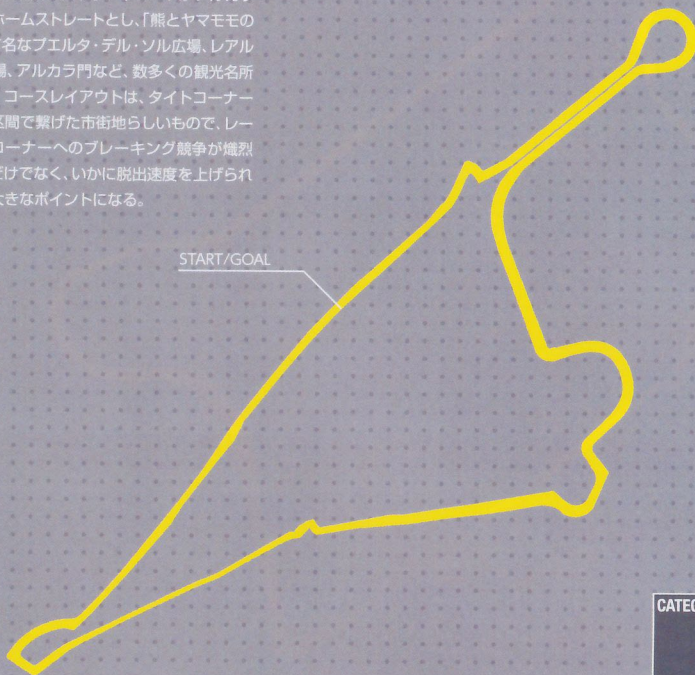 ホームストレートとし、「熊とヤマモモの
名なプエルタ・デル・ソル広場、レアル
場、アルカラ門など、数多くの観光名所
コースレイアウトは、タイトコーナー
区間で繋げた市街地らしいもので、レー
コーナーへのブレーキング競争が熾烈
だけでなく、いかに脱出速度を上げられ
大きなポイントになる。
START/GOAL
CATEG